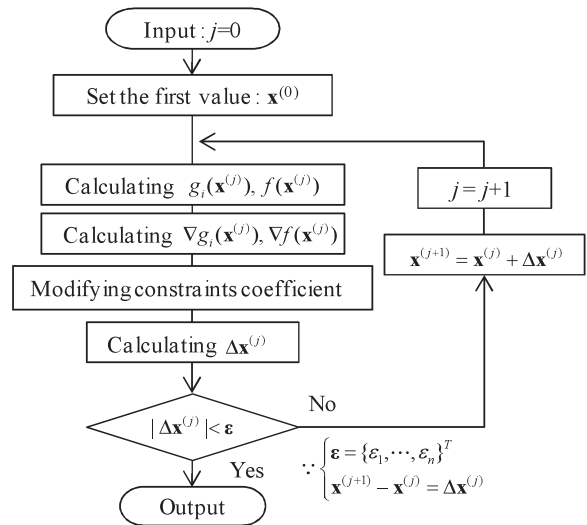 Input : j=0
Set the first value : x^(0)
Calculating g_i(x^(j)), f(x^(j))
Calculating ∇g_i(x^(j)), ∇f(x^(j))
Modifying constraints coefficient
Calculating Δx^(j)
| Δx^(j) |< ε
Yes
Output
No
x^(j+1) = x^(j) + Δx^(j)
j = j+1
∵ { ε = {ε_1, ⋯, ε_n}^T
x^(j+1) − x^(j) = Δx^(j)